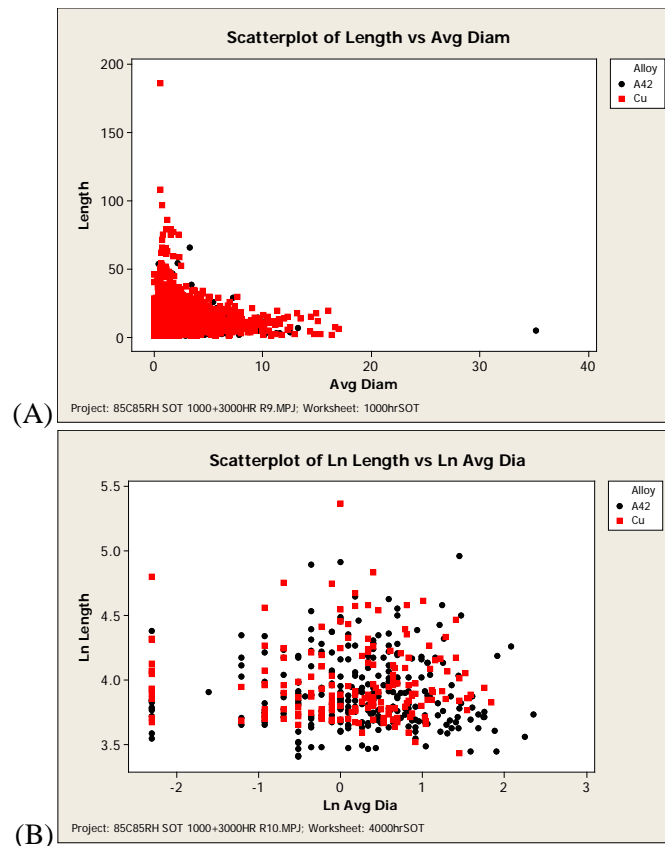 Scatterplot of Length vs Avg Diam
Alloy
A42
Cu
200
150
100
50
0
Length
0 10 20 30 40
Avg Diam
(A)
Project: 85C85RH SOT 1000+3000HR R9.MPJ; Worksheet: 1000hrSOT
Scatterplot of Ln Length vs Ln Avg Dia
Alloy
A42
Cu
5.5
5.0
4.5
4.0
3.5
Ln Length
-2 -1 0 1 2 3
Ln Avg Dia
(B)
Project: 85C85RH SOT 1000+3000HR R10.MPJ; Worksheet: 4000hrSOT